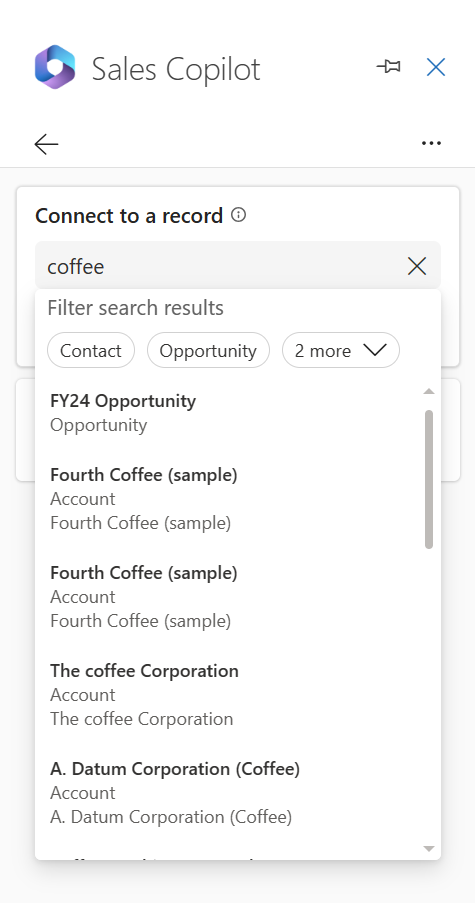 Sales Copilot
Connect to a record
coffee
Filter search results
Contact Opportunity 2 more
FY24 Opportunity
Opportunity
Fourth Coffee (sample)
Account
Fourth Coffee (sample)
Fourth Coffee (sample)
Account
Fourth Coffee (sample)
The coffee Corporation
Account
The coffee Corporation
A. Datum Corporation (Coffee)
Account
A. Datum Corporation (Coffee)